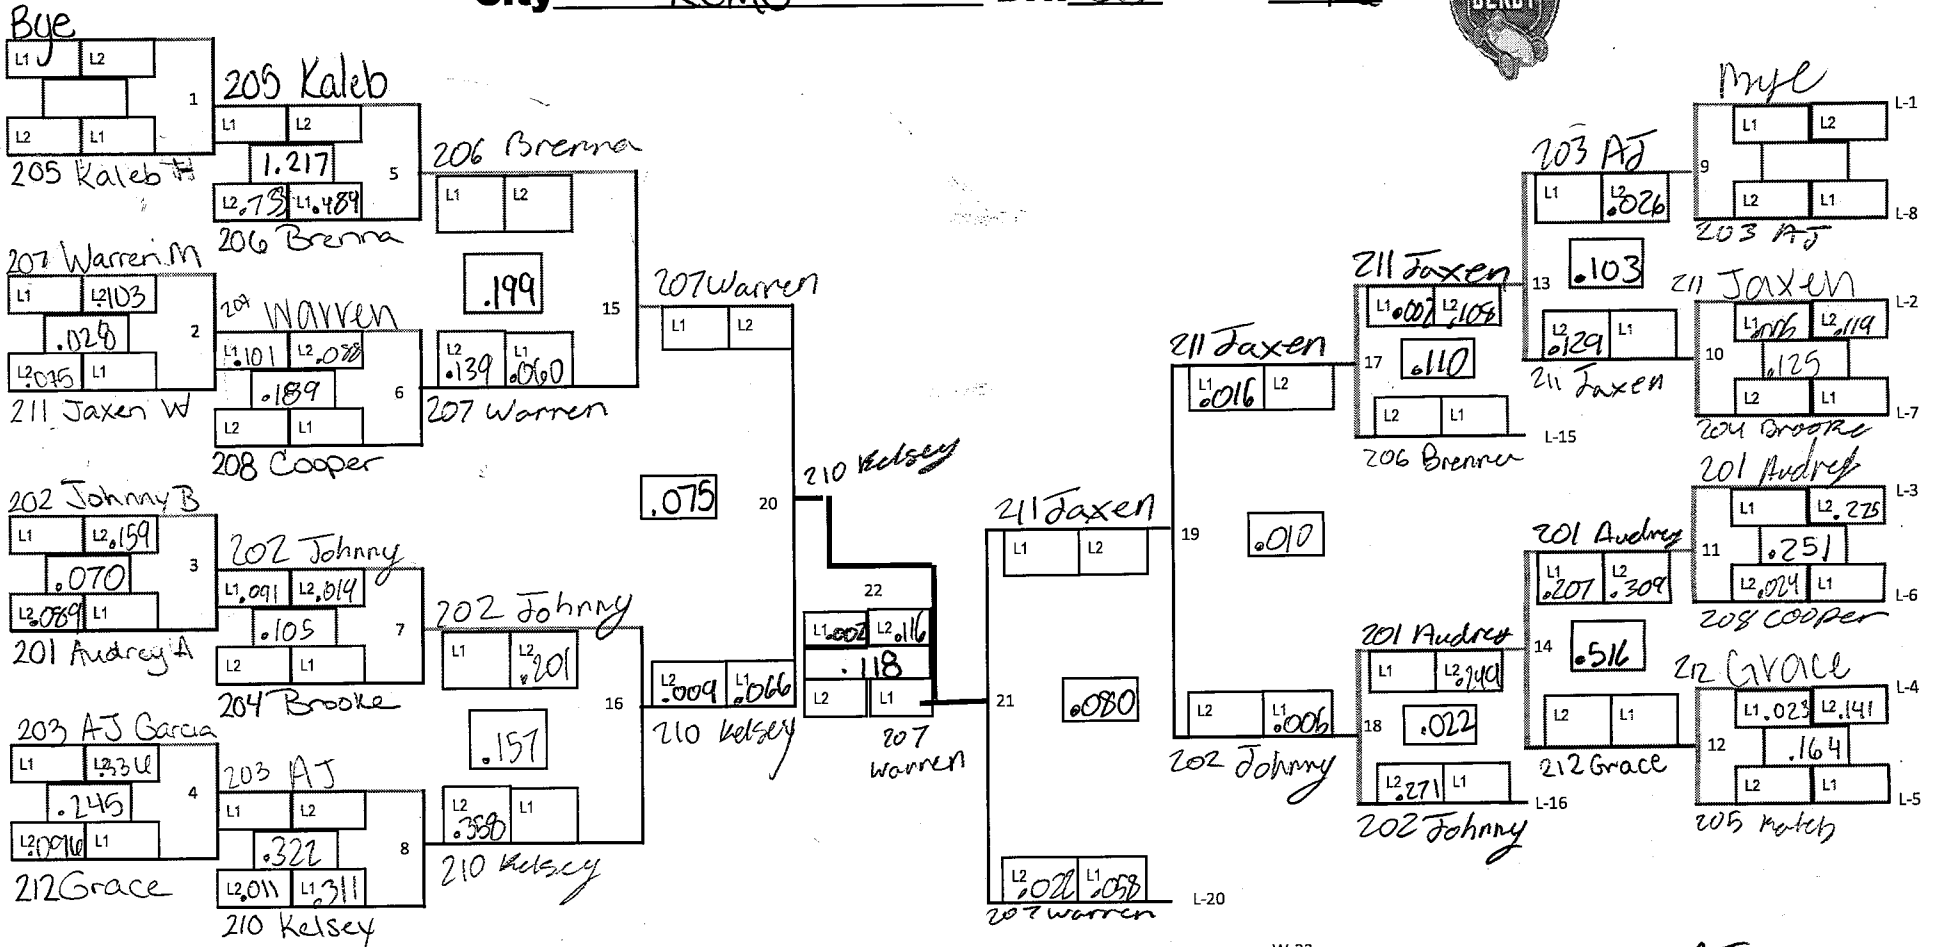 City
DERBY
Bye
L1 L2
1
L2 L1
205 Kaleb H
207 Warren M
L1 L2.103
.028
2
L2.075 L1
211 Jaxen W
202 Johnny B
L1 L2.159
.070
3
L2.089 L1
201 Audrey A
203 AJ Garcia
L1 L2.336
.245
4
L2 L1
212 Grace
205 Kaleb
L1 L2
1.217
5
L2.733 L1.484
206 Brenna
207 Warren
L1.101 L2.088
.189
6
L2 L1
208 Cooper
202 Johnny
L1.091 L2.014
.105
7
L2 L1
204 Brooke
203 AJ
L1 L2
.322
8
L2.011 L1.311
210 Kelsey
206 Brenna
L1 L2
.199
15
L2 .139 L1 .060
207 Warren
202 Johnny
L1 L2 .201
.157
16
L2 .358 L1
210 Kelsey
207 Warren
L1 L2
.075
20
L2 .009 L1 .066
210 Kelsey
210 Kelsey
22
L1.002 L2.116
.118
L2 L1
207
Warren
211 Jaxen
L1 L2
21
.080
L2 .022 L1 .058
207 Warren
L-20
211 Jaxen
L1 .016 L2
19
.010
L2 L1 .006
202 Johnny
211 Jaxen
L1.002 L2.108
17
.110
L2 L1
L-15
206 Brenna
201 Audrey
L1 L2.249
18
.022
L2 .271 L1
L-16
202 Johnny
203 AJ
L1 L2 .026
13
.103
L2 .129 L1
211 Jaxen
201 Audrey
L1 .207 L2 .309
14
.516
L2 L1
212 Grace
Bye
L-1
L1 L2
9
L2 L1
L-8
203 AJ
211 Jaxen
L-2
L1.006 L2.119
10
.125
L2 L1
L-7
204 Brooke
201 Audrey
L-3
L1 L2.275
11
.251
L2.024 L1
L-6
208 Cooper
212 Grace
L-4
L1.023 L2.141
12
.164
L2 L1
L-5
205 Kaleb